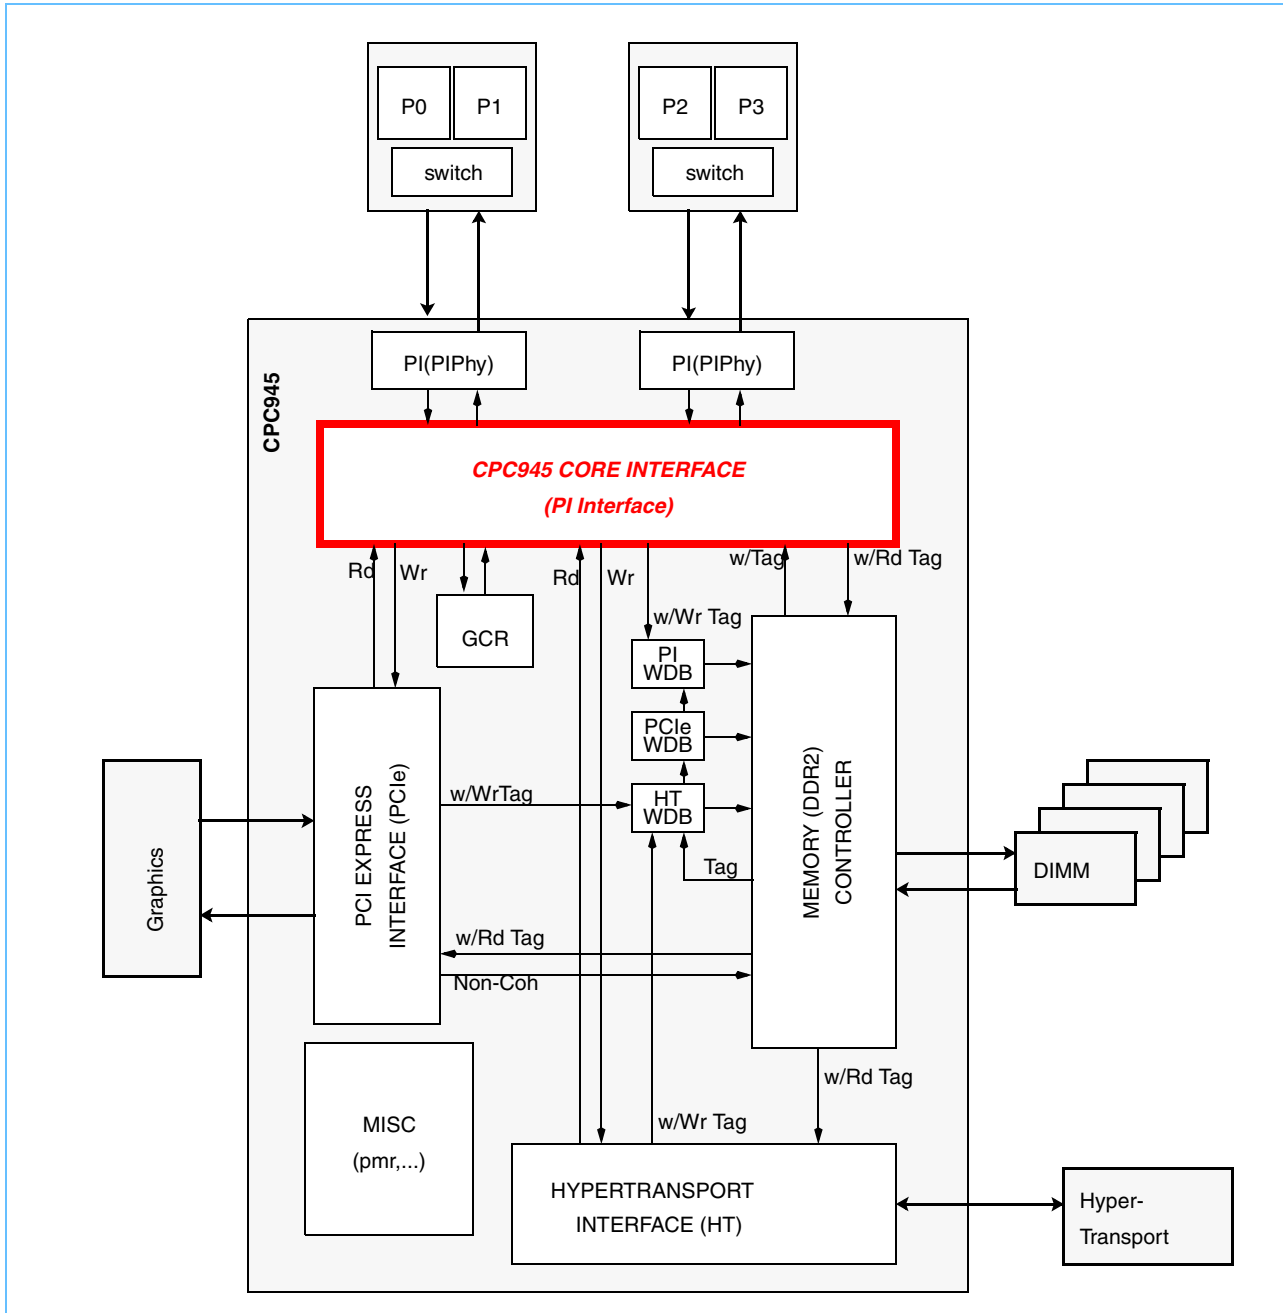 P0
P1
P2
P3
switch
switch
CPC945
PI(PIPhy)
PI(PIPhy)
CPC945 CORE INTERFACE
(PI Interface)
Rd
Wr
Rd
Wr
w/Tag
w/Rd Tag
GCR
w/Wr Tag
PI
WDB
PCIe
WDB
HT
WDB
w/WrTag
Tag
PCI EXPRESS
INTERFACE (PCIe)
MEMORY (DDR2)
CONTROLLER
Graphics
DIMM
w/Rd Tag
Non-Coh
w/Rd Tag
MISC
(pmr,...)
w/Wr Tag
HYPERTRANSPORT
INTERFACE (HT)
Hyper-
Transport